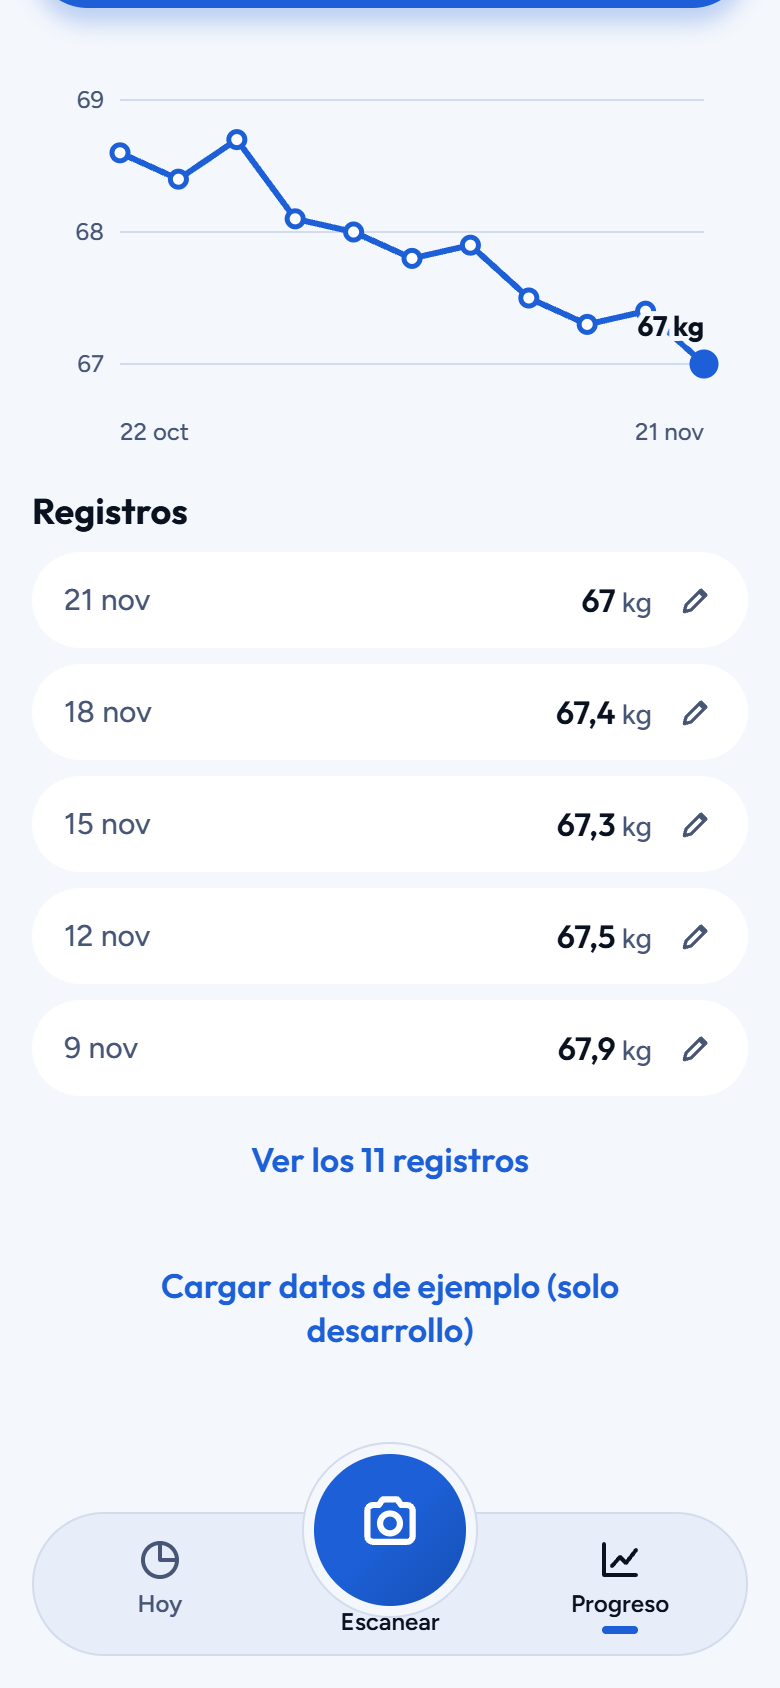 69
68
67 kg
67
22 oct
21 nov
Registros
21 nov
67 kg
18 nov
67,4 kg
15 nov
67,3 kg
12 nov
67,5 kg
9 nov
67,9 kg
Ver los 11 registros
Cargar datos de ejemplo (solo
desarrollo)
Hoy
Escanear
Progreso